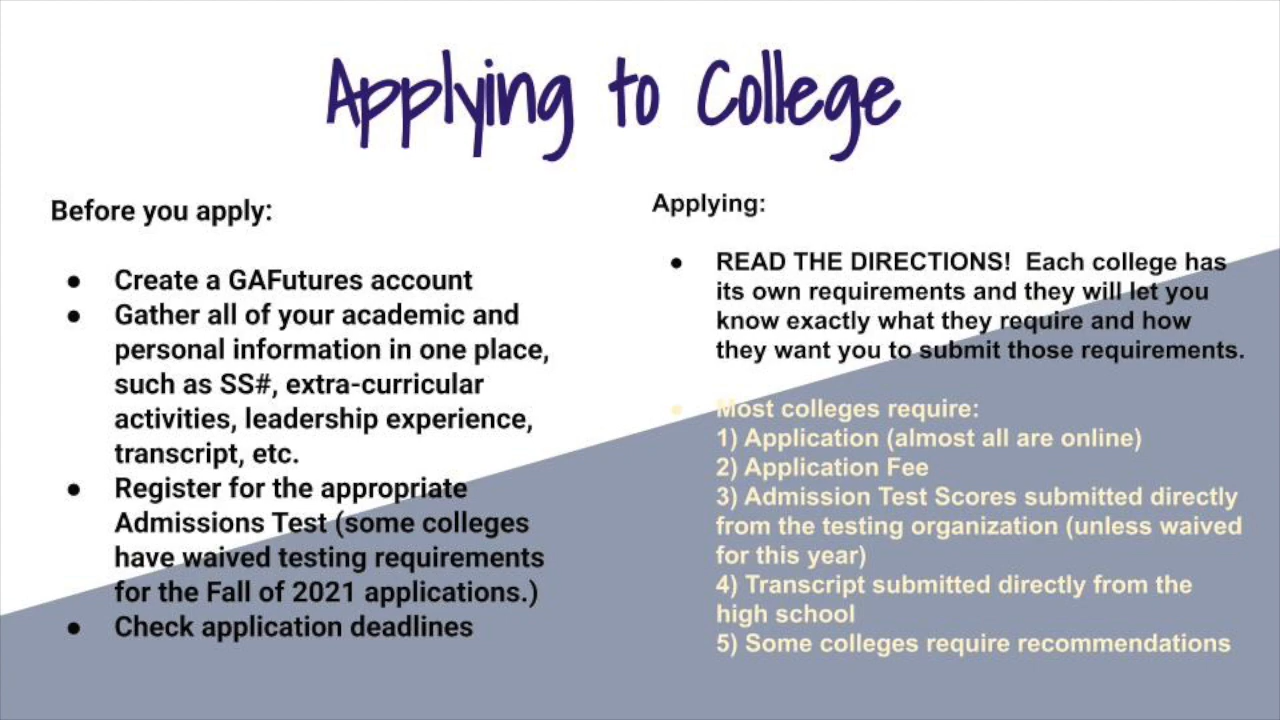 Applying to College
Before you apply:
● Create a GAFutures account
● Gather all of your academic and
personal information in one place,
such as SS#, extra-curricular
activities, leadership experience,
transcript, etc.
● Register for the appropriate
Admissions Test (some colleges
have waived testing requirements
for the Fall of 2021 applications.)
● Check application deadlines
Applying:
● READ THE DIRECTIONS!  Each college has
its own requirements and they will let you
know exactly what they require and how
they want you to submit those requirements.
● Most colleges require:
1) Application (almost all are online)
2) Application Fee
3) Admission Test Scores submitted directly
from the testing organization (unless waived
for this year)
4) Transcript submitted directly from the
high school
5) Some colleges require recommendations